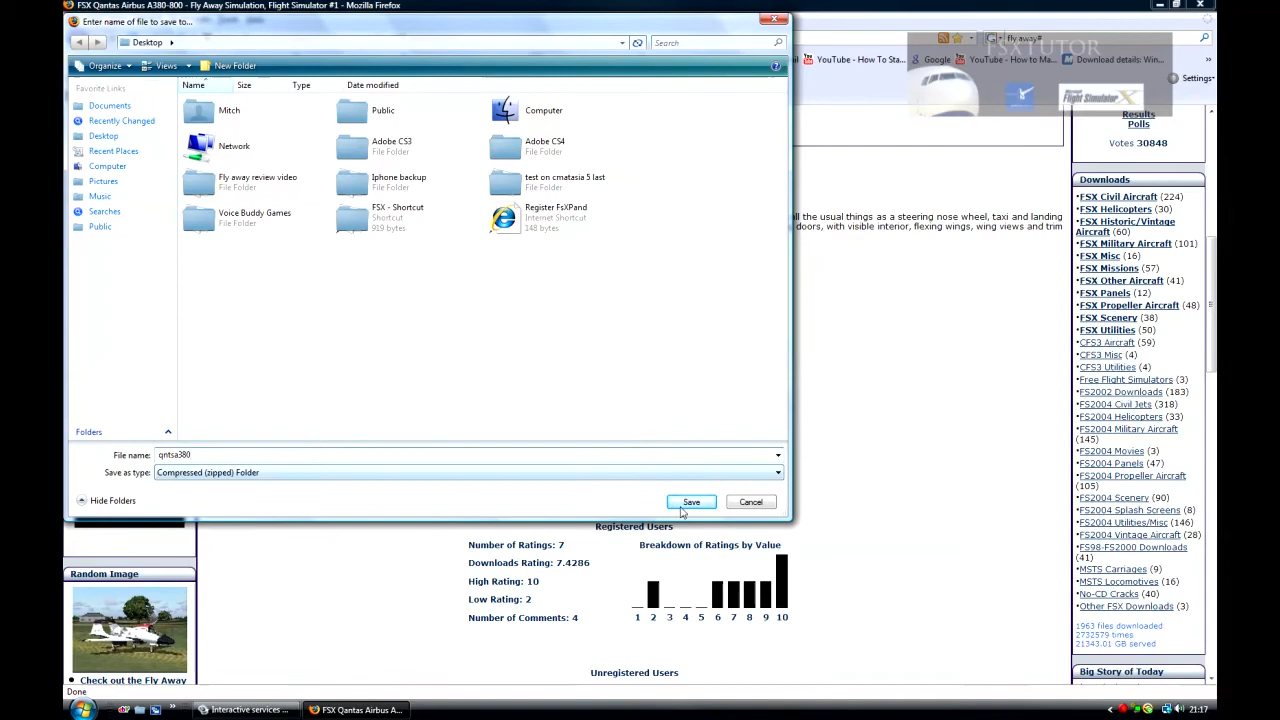 FSX Qantas Airbus A380-800 - Fly Away Simulation, Flight Simulator #1 - Mozilla Firefox
Enter name of file to save to...
Desktop
Search
Organize
Views
New Folder
Favorite Links
Documents
Recently Changed
Desktop
Recent Places
Computer
Pictures
Music
Searches
Public
Folders
Name Size Type Date modified
Mitch
Public
Computer
Network
Adobe CS3
File Folder
Adobe CS4
File Folder
Fly away review video
File Folder
Iphone backup
File Folder
test on cmatasia 5 last
File Folder
Voice Buddy Games
File Folder
FSX - Shortcut
Shortcut
919 bytes
Register FsXPand
Internet Shortcut
148 bytes
File name: qntsa380
Save as type: Compressed (zipped) Folder
Hide Folders
Save
Cancel
fly away#
YouTube - How To Sta...
Google
YouTube - How to Ma...
Download details: Win...
Settings
FSXTUTOR
Flight Simulator X
all the usual things as a steering nose wheel, taxi and landing
doors, with visible interior, flexing wings, wing views and trim
Results
Polls
Votes 30848
Downloads
•FSX Civil Aircraft (224)
•FSX Helicopters (30)
•FSX Historic/Vintage
Aircraft (60)
•FSX Military Aircraft (101)
•FSX Misc (16)
•FSX Missions (57)
•FSX Other Aircraft (41)
•FSX Panels (12)
•FSX Propeller Aircraft (48)
•FSX Scenery (38)
•FSX Utilities (50)
•CFS3 Aircraft (59)
•CFS3 Misc (4)
•CFS3 Utilities (4)
•Free Flight Simulators (3)
•FS2002 Downloads (183)
•FS2004 Civil Jets (318)
•FS2004 Helicopters (33)
•FS2004 Military Aircraft
(145)
•FS2004 Movies (3)
•FS2004 Panels (47)
•FS2004 Propeller Aircraft
(105)
•FS2004 Scenery (90)
•FS2004 Splash Screens (8)
•FS2004 Utilities/Misc (146)
•FS2004 Vintage Aircraft (28)
•FS98-FS2000 Downloads
(41)
•MSTS Carriages (9)
•MSTS Locomotives (16)
•No-CD Cracks (40)
•Other FSX Downloads (3)
1963 files downloaded
2732579 times
21343.01 GB served
Big Story of Today
Registered Users
Number of Ratings: 7
Downloads Rating: 7.4286
High Rating: 10
Low Rating: 2
Number of Comments: 4
Breakdown of Ratings by Value
1 2 3 4 5 6 7 8 9 10
Unregistered Users
Random Image
• Check out the Fly Away
Done
Interactive services ...
FSX Qantas Airbus A...
21:17